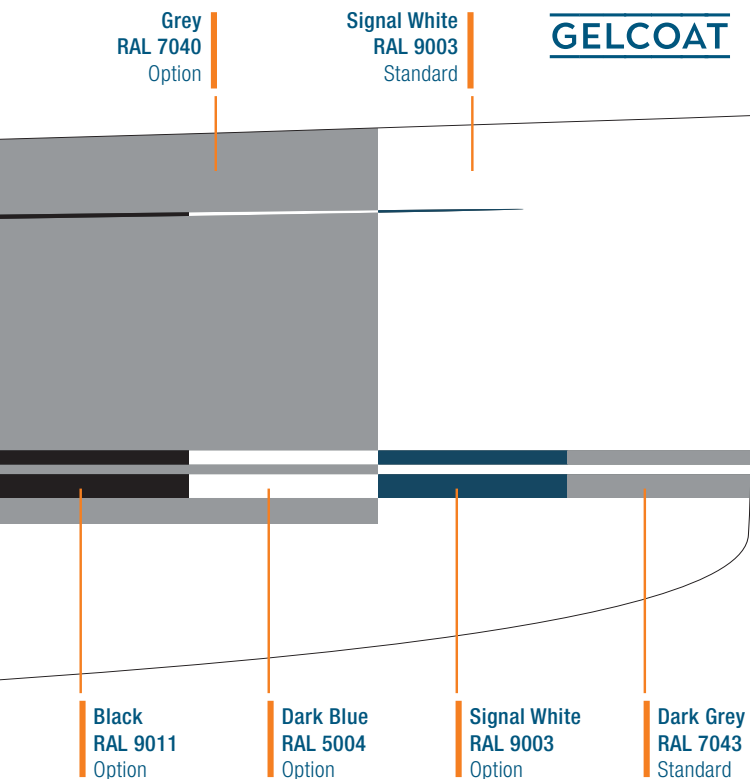 Grey
RAL 7040
Option
Signal White
RAL 9003
Standard
GELCOAT
Black
RAL 9011
Option
Dark Blue
RAL 5004
Option
Signal White
RAL 9003
Option
Dark Grey
RAL 7043
Standard